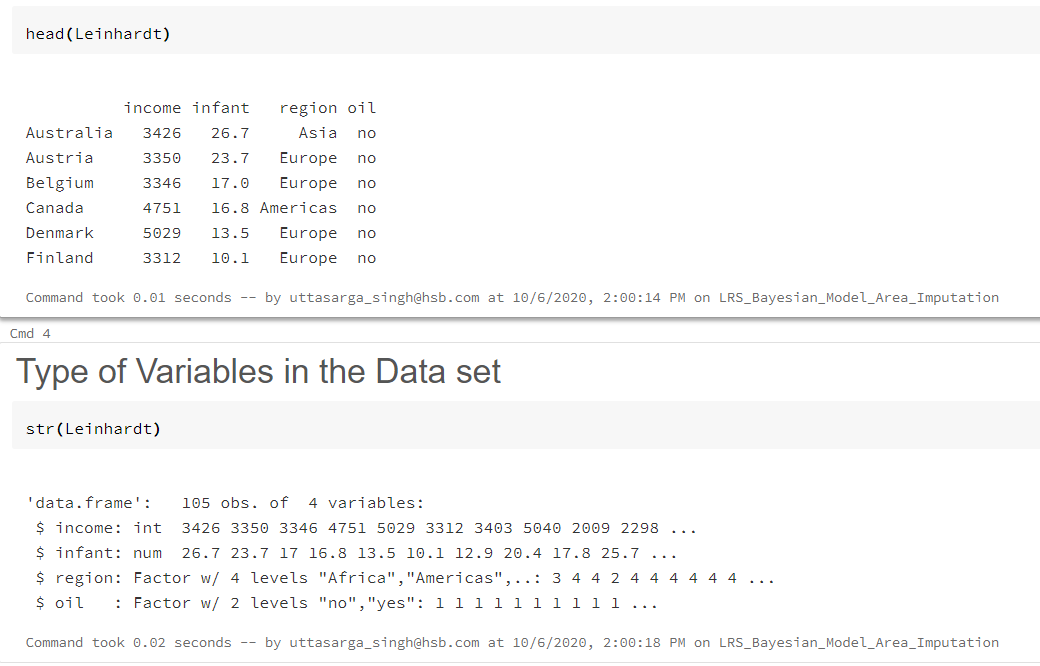 head(Leinhardt)
income infant region oil
Australia 3426 26.7 Asia no
Austria 3350 23.7 Europe no
Belgium 3346 17.0 Europe no
Canada 4751 16.8 Americas no
Denmark 5029 13.5 Europe no
Finland 3312 10.1 Europe no
Command took 0.01 seconds -- by uttasarga_singh@hsb.com at 10/6/2020, 2:00:14 PM on LRS_Bayesian_Model_Area_Imputation
Cmd 4
Type of Variables in the Data set
str(Leinhardt)
'data.frame': 105 obs. of 4 variables:
$ income: int 3426 3350 3346 4751 5029 3312 3403 5040 2009 2298 ...
$ infant: num 26.7 23.7 17 16.8 13.5 10.1 12.9 20.4 17.8 25.7 ...
$ region: Factor w/ 4 levels "Africa","Americas",..: 3 4 4 2 4 4 4 4 4 4 ...
$ oil : Factor w/ 2 levels "no","yes": 1 1 1 1 1 1 1 1 1 1 ...
Command took 0.02 seconds -- by uttasarga_singh@hsb.com at 10/6/2020, 2:00:18 PM on LRS_Bayesian_Model_Area_Imputation